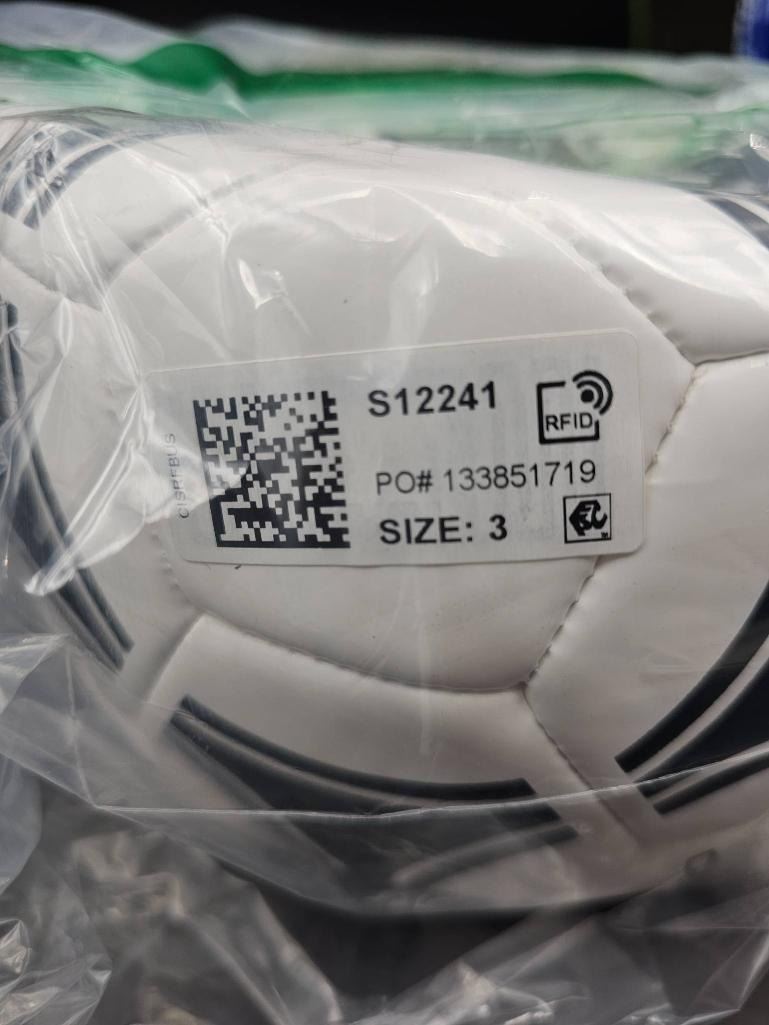 S12241
RFID
PO# 133851719
SIZE: 3